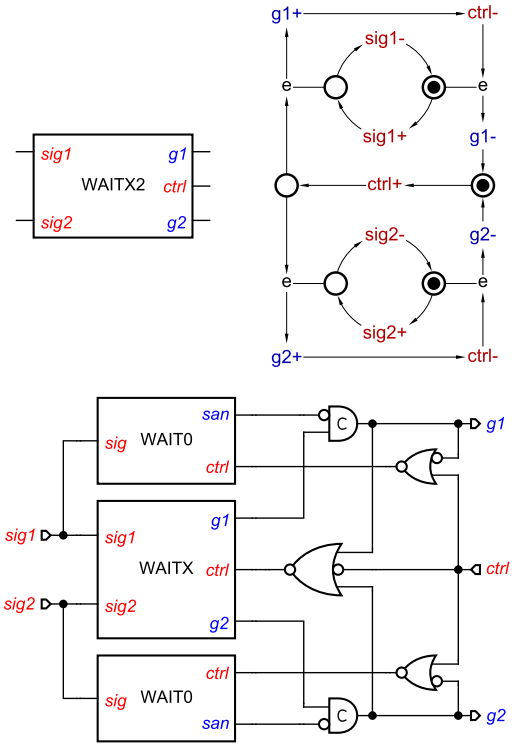 g1+ ctrl-
sig1-
e e
sig1+ g1-
sig1 g1
WAITX2 ctrl ctrl+
sig2 g2
sig2- g2-
e e
sig2+
g2+ ctrl-
san
WAIT0 C g1
sig
ctrl
g1
sig1 sig1
WAITX ctrl ctrl
sig2 sig2
g2
ctrl
sig WAIT0
san C g2